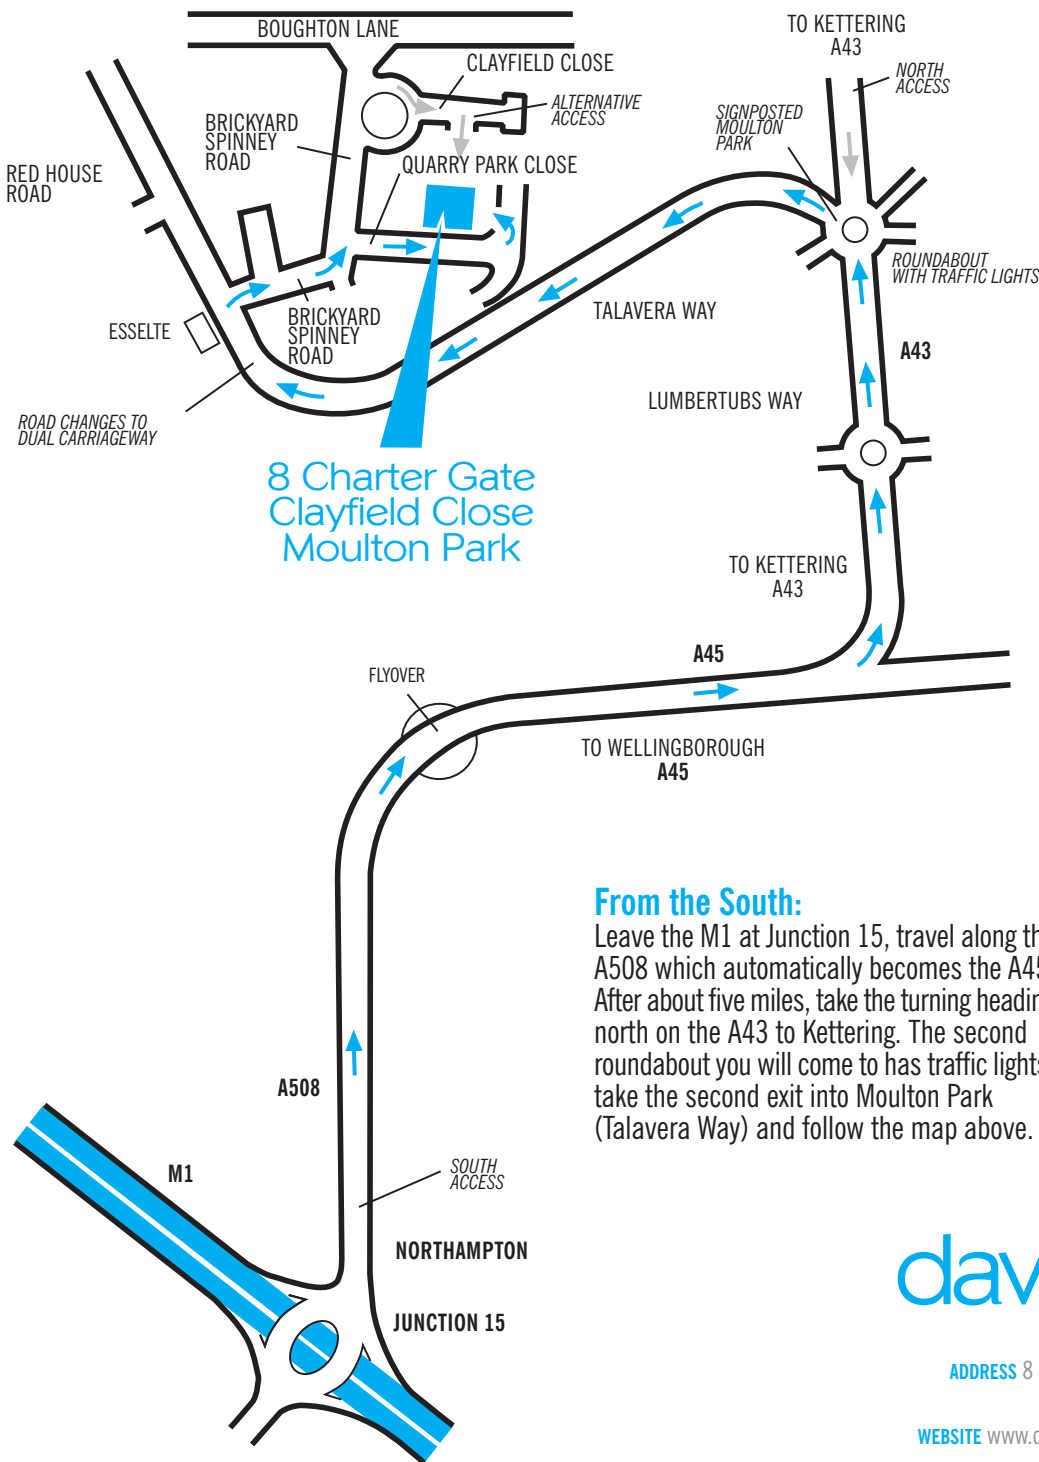 BOUGHTON LANE
TO KETTERING
A43
CLAYFIELD CLOSE
NORTH
ACCESS
ALTERNATIVE
ACCESS
SIGNPOSTED
MOULTON
PARK
BRICKYARD
SPINNEY
ROAD
QUARRY PARK CLOSE
RED HOUSE
ROAD
ROUNDABOUT
WITH TRAFFIC LIGHTS
TALAVERA WAY
BRICKYARD
SPINNEY
ROAD
ESSELTE
A43
LUMBERTUBS WAY
ROAD CHANGES TO
DUAL CARRIAGEWAY
8 Charter Gate
Clayfield Close
Moulton Park
TO KETTERING
A43
A45
FLYOVER
TO WELLINGBOROUGH
A45
From the South:
Leave the M1 at Junction 15, travel along th
A508 which automatically becomes the A45
After about five miles, take the turning headin
north on the A43 to Kettering. The second
roundabout you will come to has traffic lights
take the second exit into Moulton Park
(Talavera Way) and follow the map above.
A508
M1
SOUTH
ACCESS
NORTHAMPTON
JUNCTION 15
dav
ADDRESS 8
WEBSITE www.d